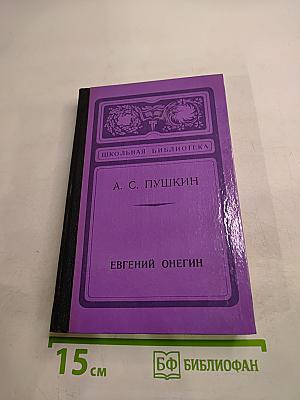 ШКОЛЬНАЯ БИБЛИОТЕКА
А. С. ПУШКИН
ЕВГЕНИЙ ОНЕГИН
15 см
БФ БИБЛИОФАН